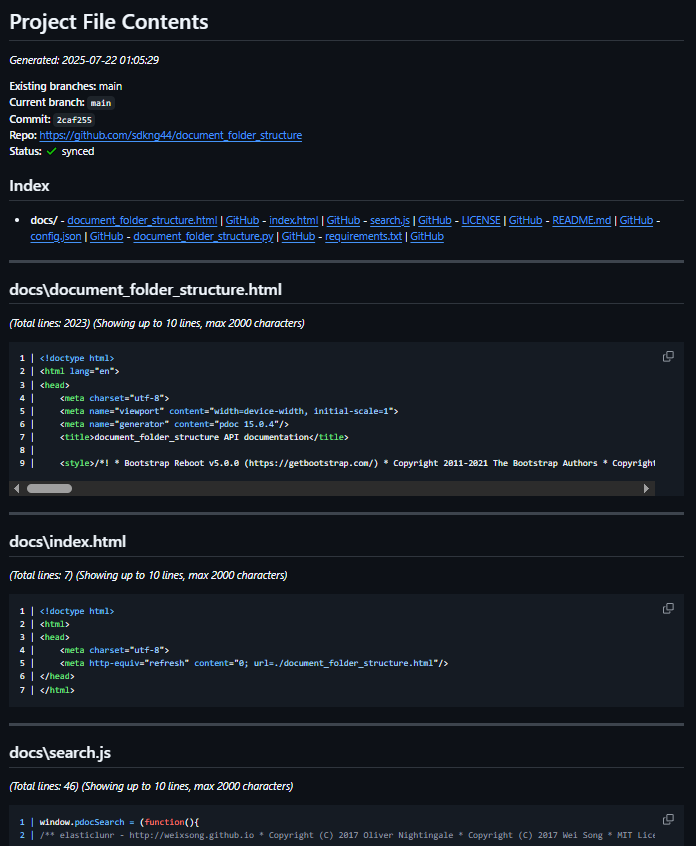 Project File Contents
Generated: 2025-07-22 01:05:29
Existing branches: main
Current branch: main
Commit: 2caf255
Repo: https://github.com/sdkng44/document_folder_structure
Status: ✓ synced
Index
• docs/ - document_folder_structure.html | GitHub - index.html | GitHub - search.js | GitHub - LICENSE | GitHub - README.md | GitHub -
config.json | GitHub - document_folder_structure.py | GitHub - requirements.txt | GitHub
docs\document_folder_structure.html
(Total lines: 2023) (Showing up to 10 lines, max 2000 characters)
1 | <!doctype html>
2 | <html lang="en">
3 | <head>
4 |     <meta charset="utf-8">
5 |     <meta name="viewport" content="width=device-width, initial-scale=1">
6 |     <meta name="generator" content="pdoc 15.0.4"/>
7 |     <title>document_folder_structure API documentation</title>
8 |
9 |     <style>/*! * Bootstrap Reboot v5.0.0 (https://getbootstrap.com/) * Copyright 2011-2021 The Bootstrap Authors * Copyright
docs\index.html
(Total lines: 7) (Showing up to 10 lines, max 2000 characters)
1 | <!doctype html>
2 | <html>
3 | <head>
4 |     <meta charset="utf-8">
5 |     <meta http-equiv="refresh" content="0; url=./document_folder_structure.html"/>
6 | </head>
7 | </html>
docs\search.js
(Total lines: 46) (Showing up to 10 lines, max 2000 characters)
1 | window.pdocSearch = (function(){
2 | /** elasticlunr - http://weixsong.github.io * Copyright (C) 2017 Oliver Nightingale * Copyright (C) 2017 Wei Song * MIT Lice